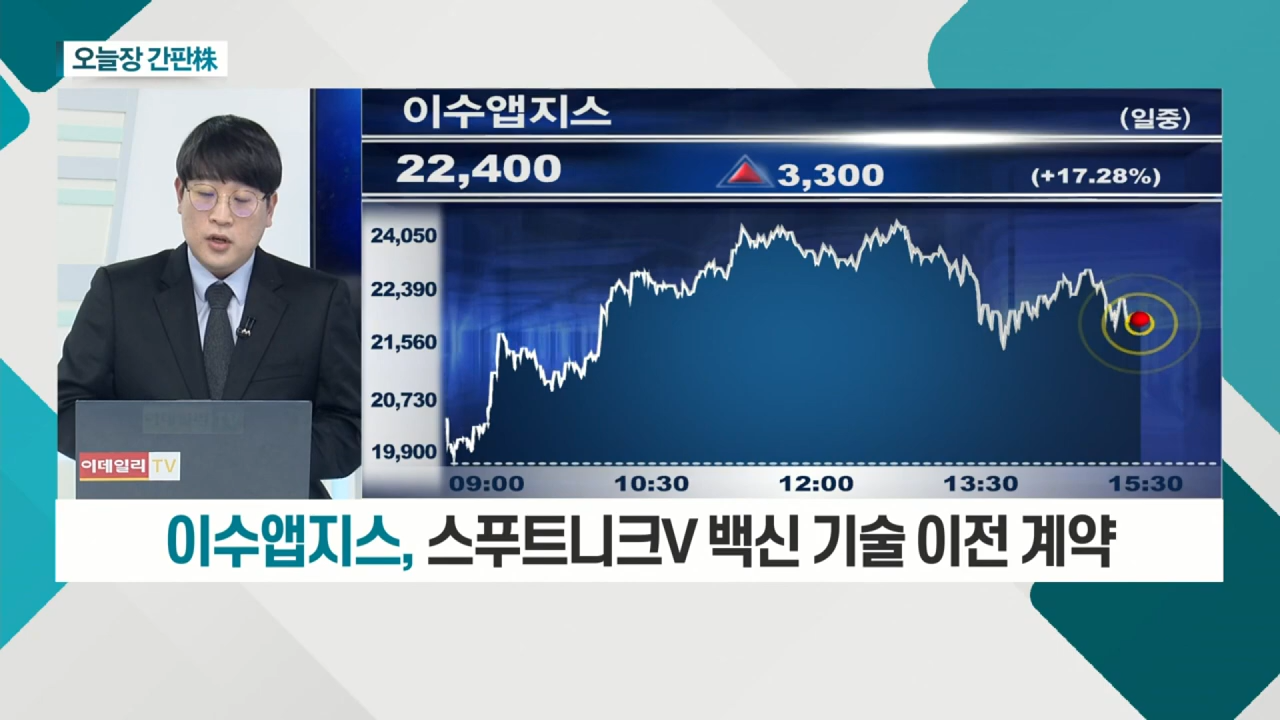 오늘장 간판株
이수앱지스 (일중)
22,400 3,300 (+17.28%)
24,050
22,390
21,560
20,730
19,900
09:00 10:30 12:00 13:30 15:30
이데일리 TV
이수앱지스, 스푸트니크V 백신 기술 이전 계약